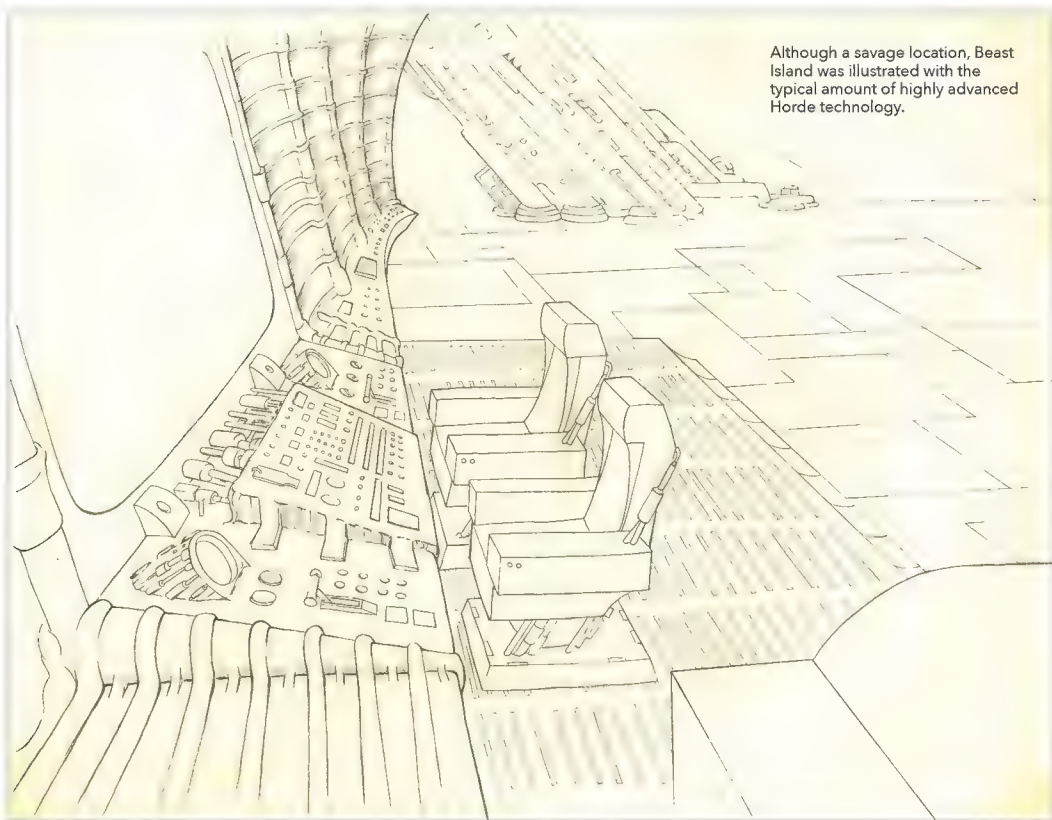 Although a savage location, Beast
Island was illustrated with the
typical amount of highly advanced
Horde technology.